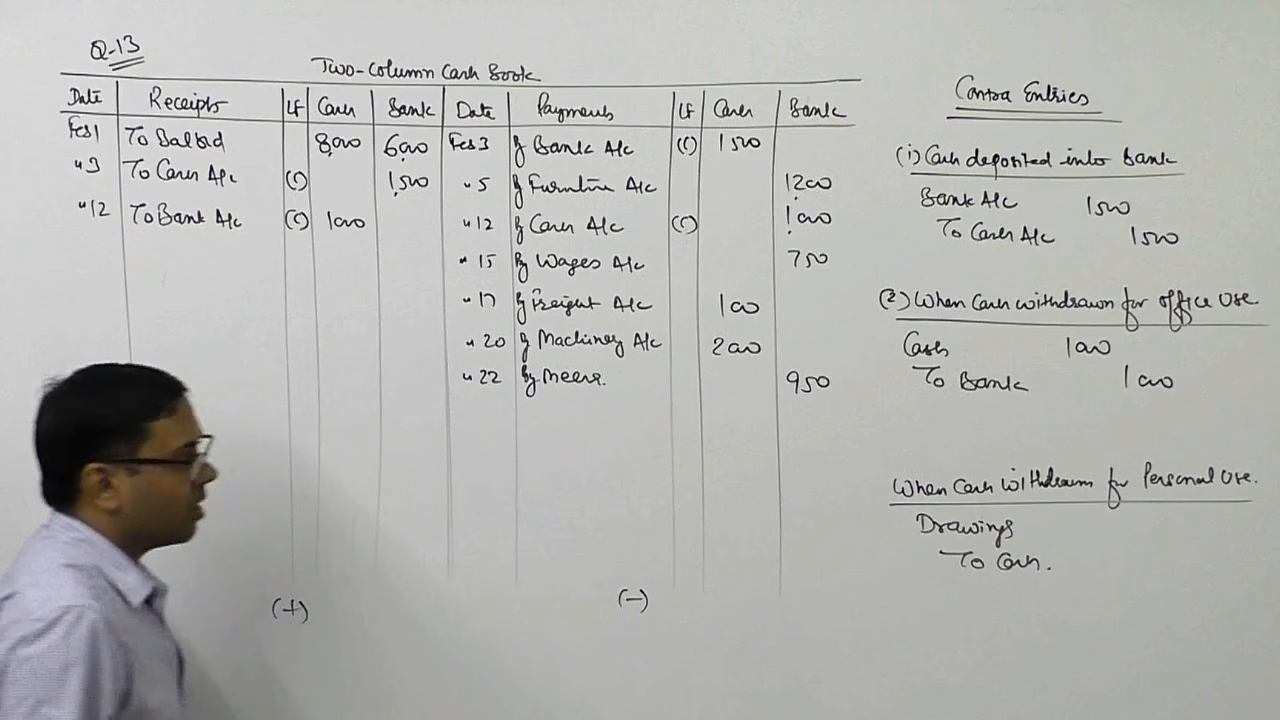 Q-13
Two-Column Cash Book
Date Receipts LF Cash Bank Date Payments LF Cash Bank
Feb 1 To Bal b/d 8,000 6,000 Feb 3 By Bank A/c (C) 1500
" 3 To Cash A/c (C) 1,500 " 5 By Furniture A/c 1200
" 12 To Bank A/c (C) 1000 " 12 By Cash A/c (C) 1,000
" 15 By Wages A/c 750
" 17 By Freight A/c
" 20 By Machinery A/c
" 22 By 950
(+) (-)
Contra Entries
(1) Cash deposited into Bank
Bank A/c 1500
To Cash A/c 1500
(2) When Cash withdrawn for office Use
Cash 1000
To Bank 1000
When Cash Withdrawn for Personal Use.
Drawings
To Cash.